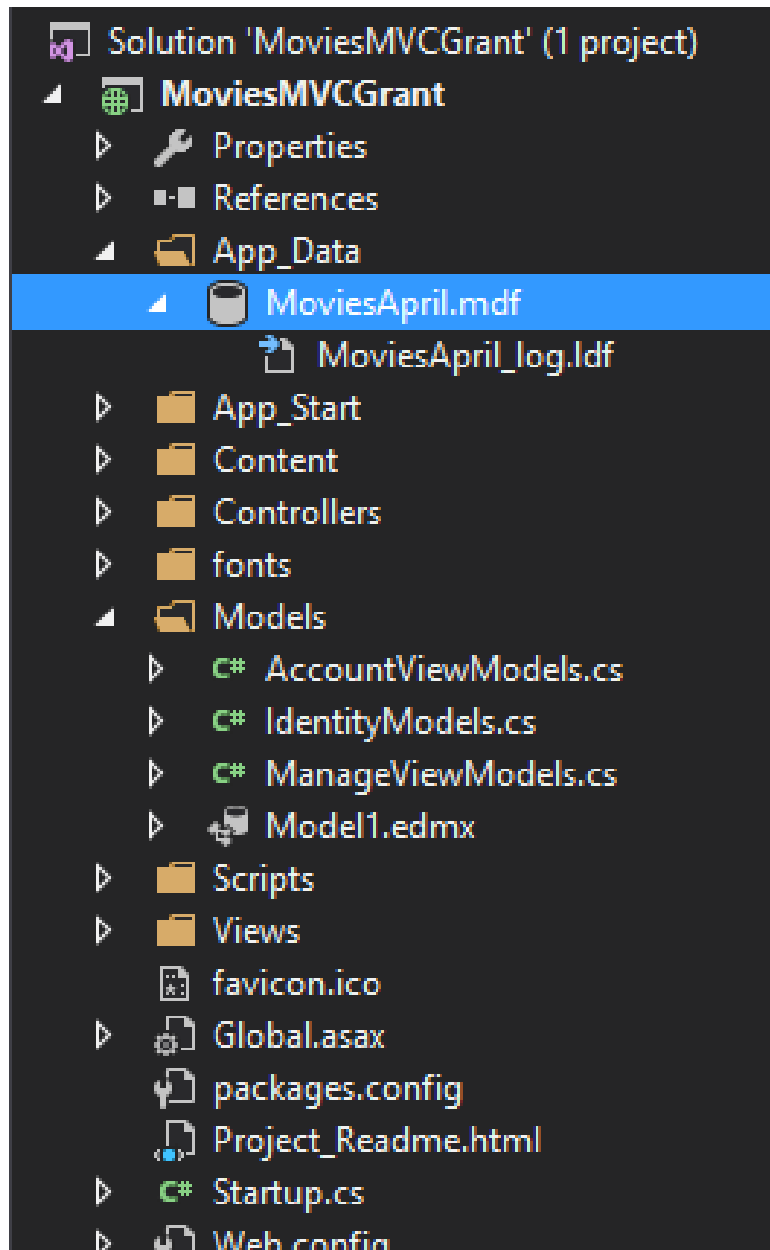 Solution 'MoviesMVCGrant' (1 project)
MoviesMVCGrant
Properties
References
App_Data
MoviesApril.mdf
MoviesApril_log.ldf
App_Start
Content
Controllers
fonts
Models
C# AccountViewModels.cs
C# IdentityModels.cs
C# ManageViewModels.cs
Model1.edmx
Scripts
Views
favicon.ico
Global.asax
packages.config
Project_Readme.html
C# Startup.cs
Web.config